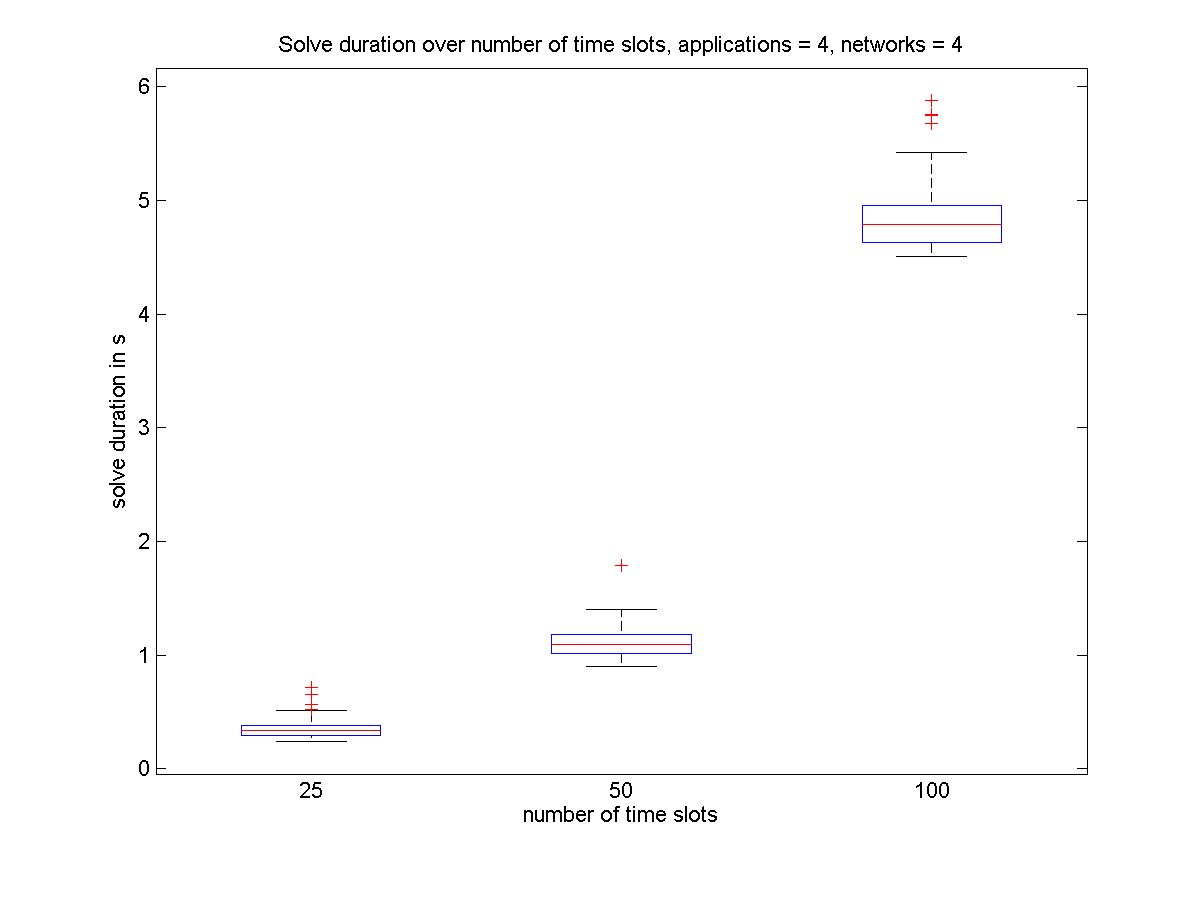 Solve duration over number of time slots, applications = 4, networks = 4
6
5
4
3
2
1
0
solve duration in s
25 50 100
number of time slots